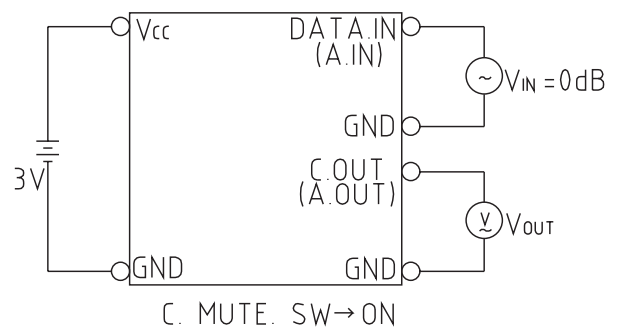 VCC
DATA.IN
(A.IN)
VIN=0dB
GND
3V
C.OUT
(A.OUT)
V
VOUT
GND
GND
C. MUTE. SW→ON